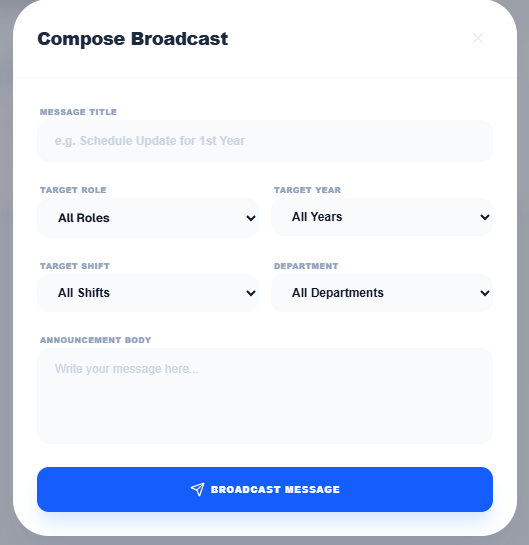 Compose Broadcast
MESSAGE TITLE
e.g. Schedule Update for 1st Year
TARGET ROLE
TARGET YEAR
All Roles
All Years
TARGET SHIFT
DEPARTMENT
All Shifts
All Departments
ANNOUNCEMENT BODY
Write your message here...
BROADCAST MESSAGE